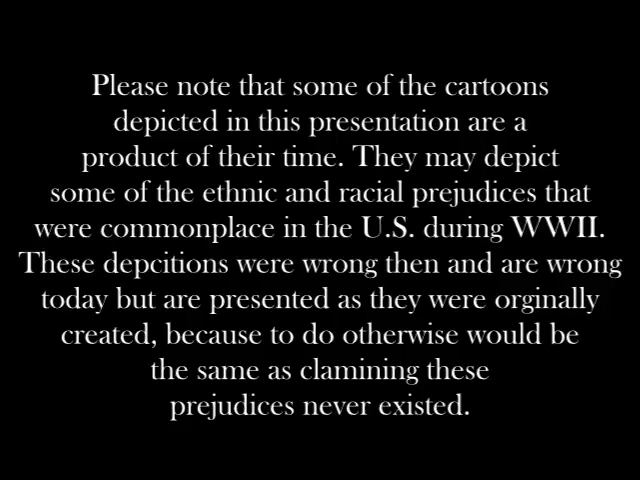 Please note that some of the cartoons
depicted in this presentation are a
product of their time. They may depict
some of the ethnic and racial prejudices that
were commonplace in the U.S. during WWII.
These depcitions were wrong then and are wrong
today but are presented as they were orginally
created, because to do otherwise would be
the same as clamining these
prejudices never existed.